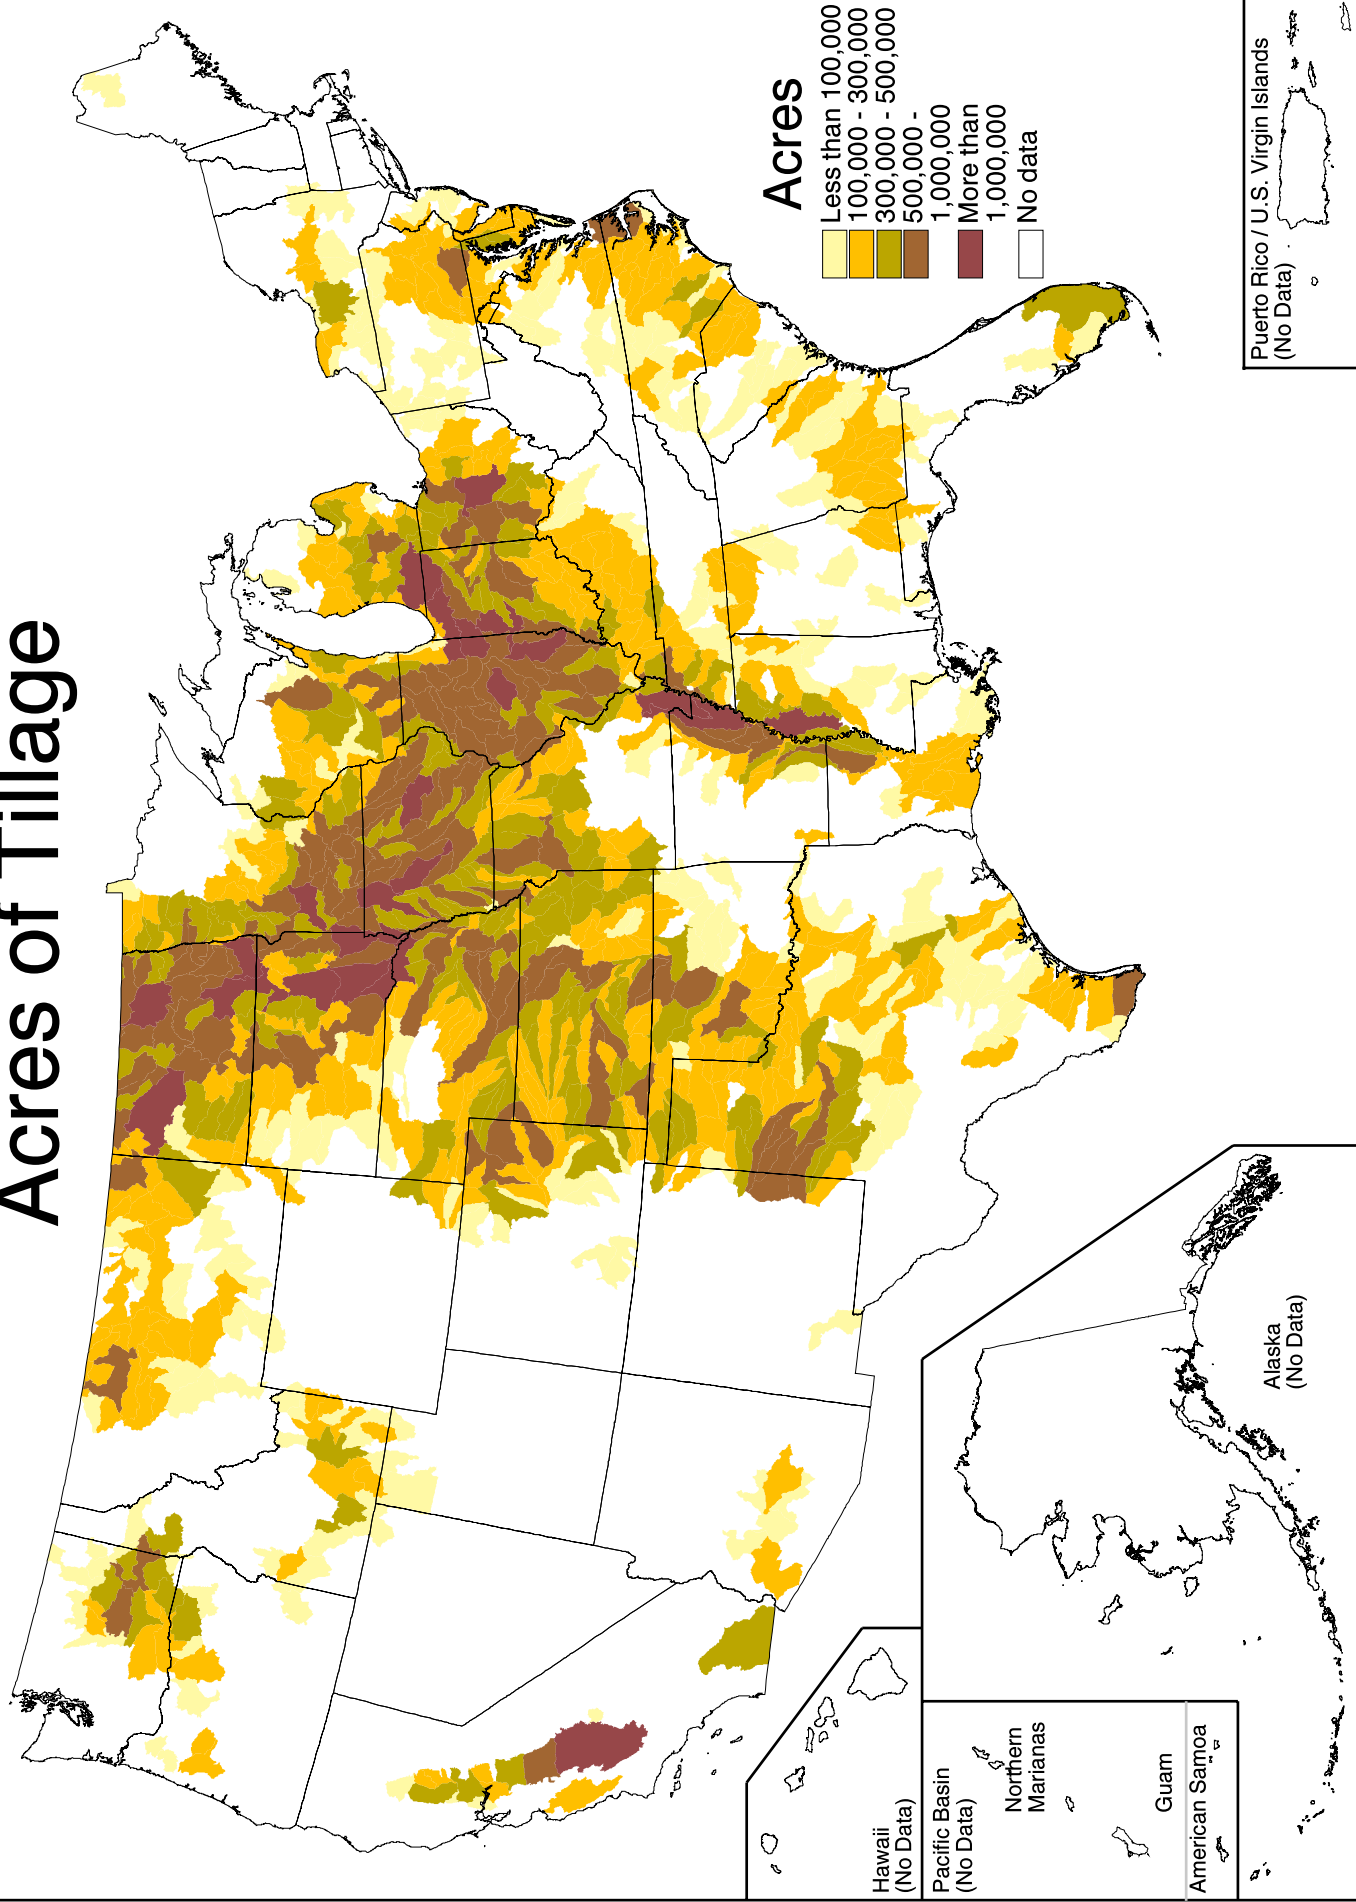 Acres of Tillage
Acres
Less than 100,000
100,000 - 300,000
300,000 - 500,000
500,000 -
1,000,000
More than
1,000,000
No data
Hawaii
(No Data)
Pacific Basin
(No Data)
Northern
Marianas
Guam
American Samoa
Alaska
(No Data)
Puerto Rico / U.S. Virgin Islands
(No Data)